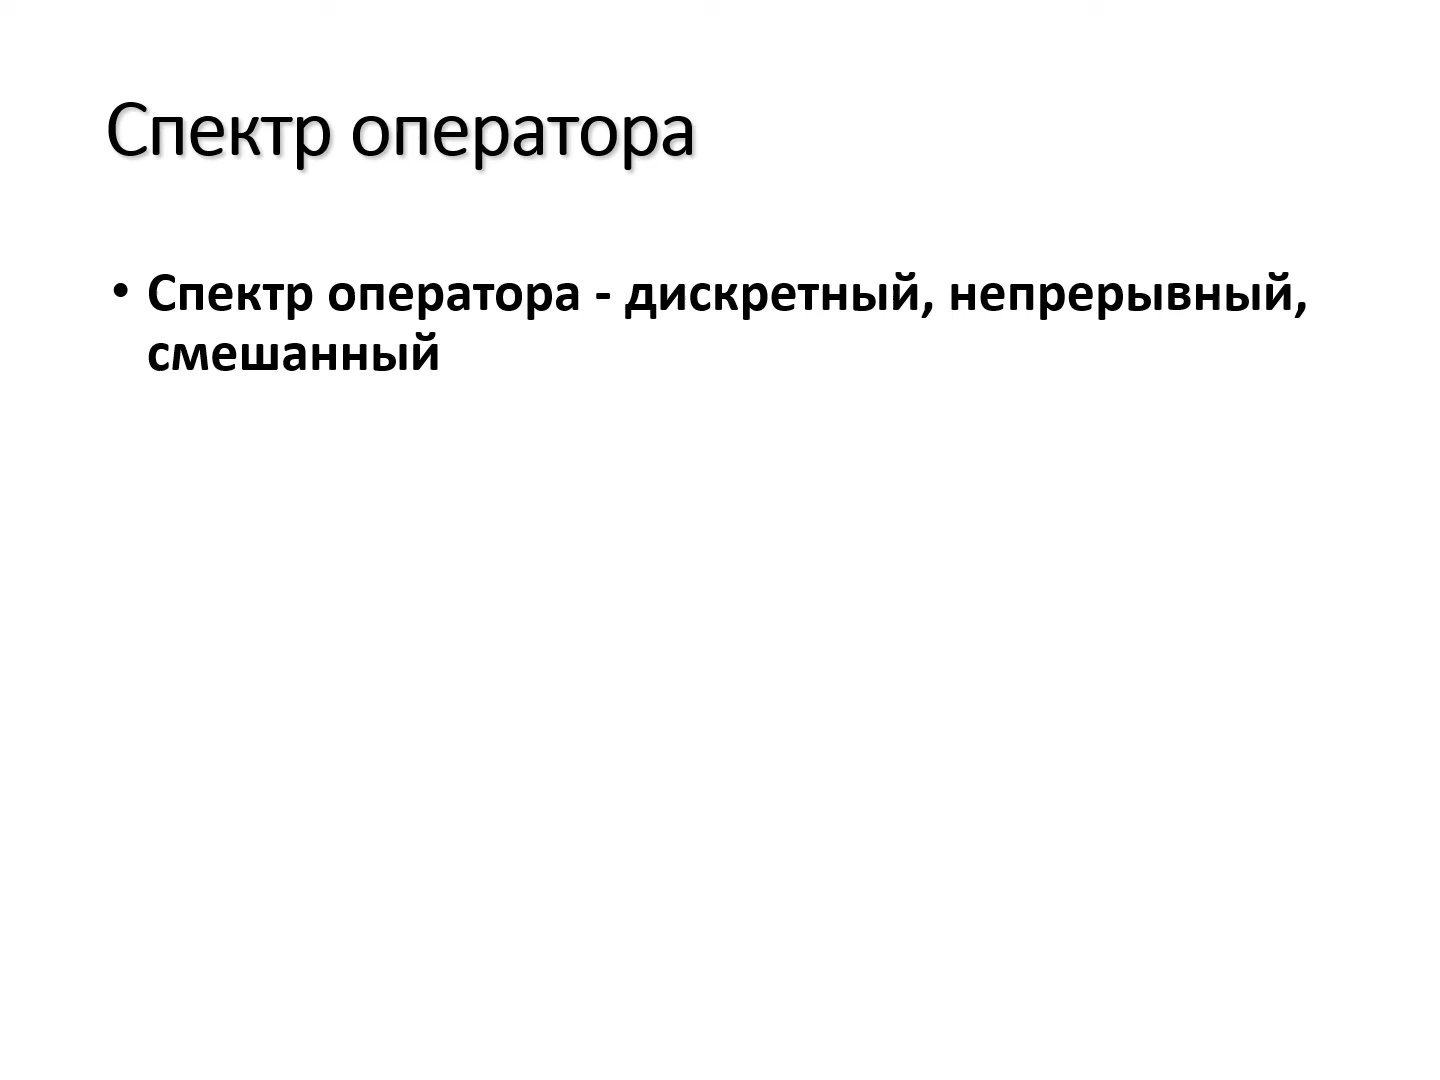 Спектр оператора
• Спектр оператора - дискретный, непрерывный,
смешанный